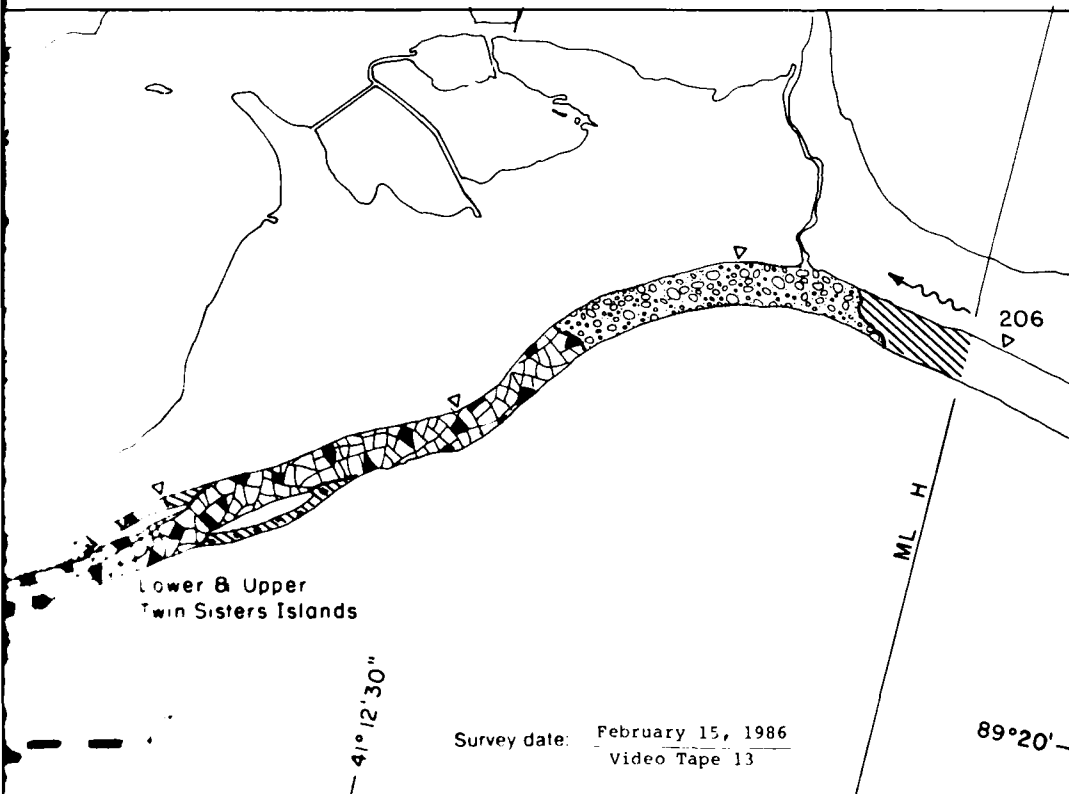 206
ML H
Lower & Upper
Twin Sisters Islands
41° 12'30"
Survey date: February 15, 1986
Video Tape 13
89°20'